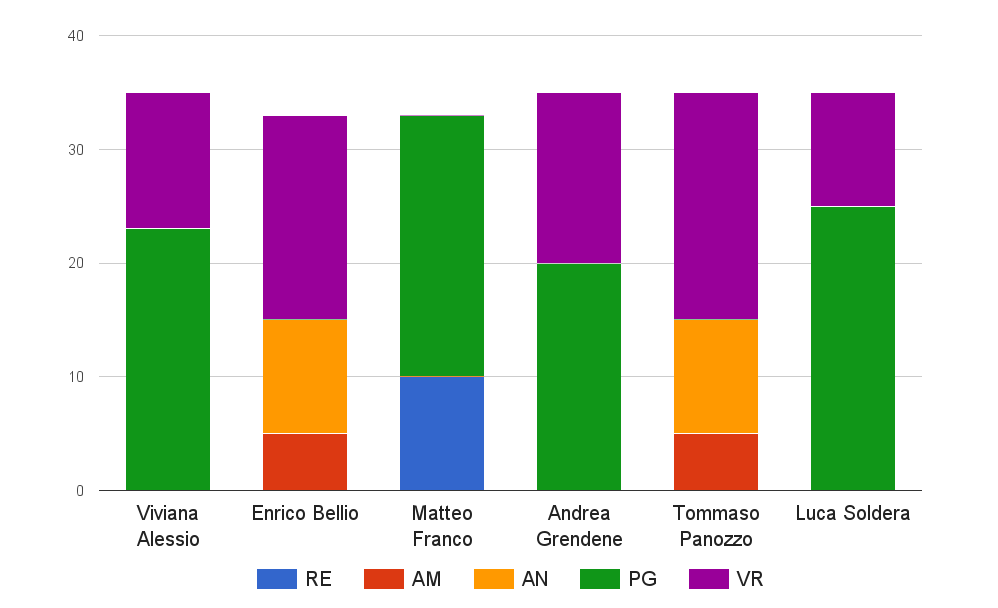 40
30
20
10
0
Viviana Alessio
Enrico Bellio
Matteo Franco
Andrea Grendene
Tommaso Panozzo
Luca Soldera
RE AM AN PG VR